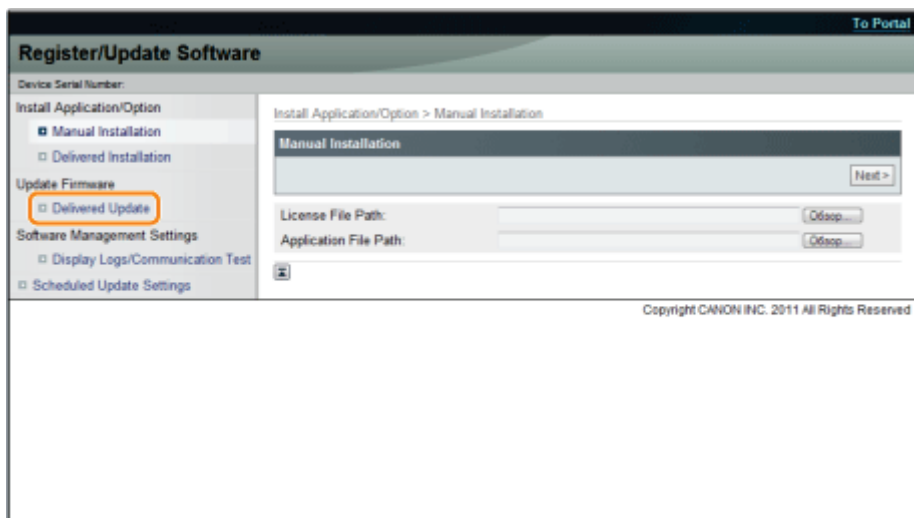 To Portal
Register/Update Software
Device Serial Number:
Install Application/Option
Manual Installation
Delivered Installation
Update Firmware
Delivered Update
Software Management Settings
Display Logs/Communication Test
Scheduled Update Settings
Install Application/Option > Manual Installation
Manual Installation
Next >
License File Path:
Обзор...
Application File Path:
Обзор...
Copyright CANON INC. 2011 All Rights Reserved